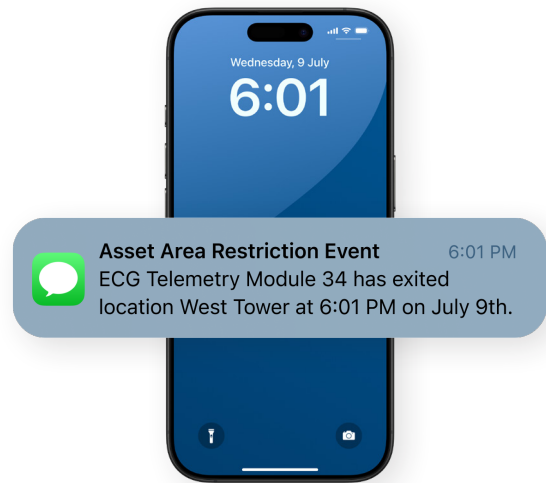 Wednesday, 9 July
6:01
Asset Area Restriction Event 6:01 PM
ECG Telemetry Module 34 has exited
location West Tower at 6:01 PM on July 9th.